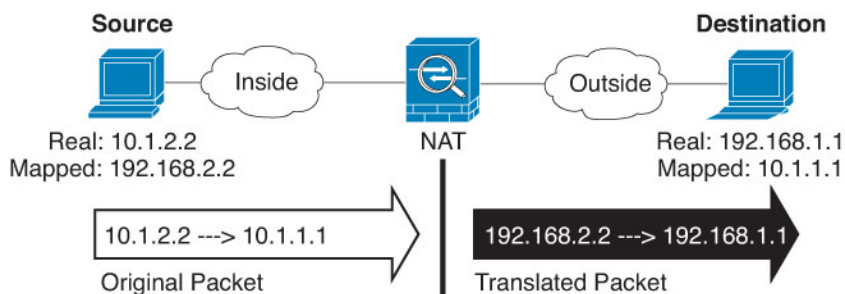 Source
Destination
Inside
Outside
Real: 10.1.2.2
Mapped: 192.168.2.2
NAT
Real: 192.168.1.1
Mapped: 10.1.1.1
10.1.2.2 ---> 10.1.1.1
192.168.2.2 ---> 192.168.1.1
Original Packet
Translated Packet